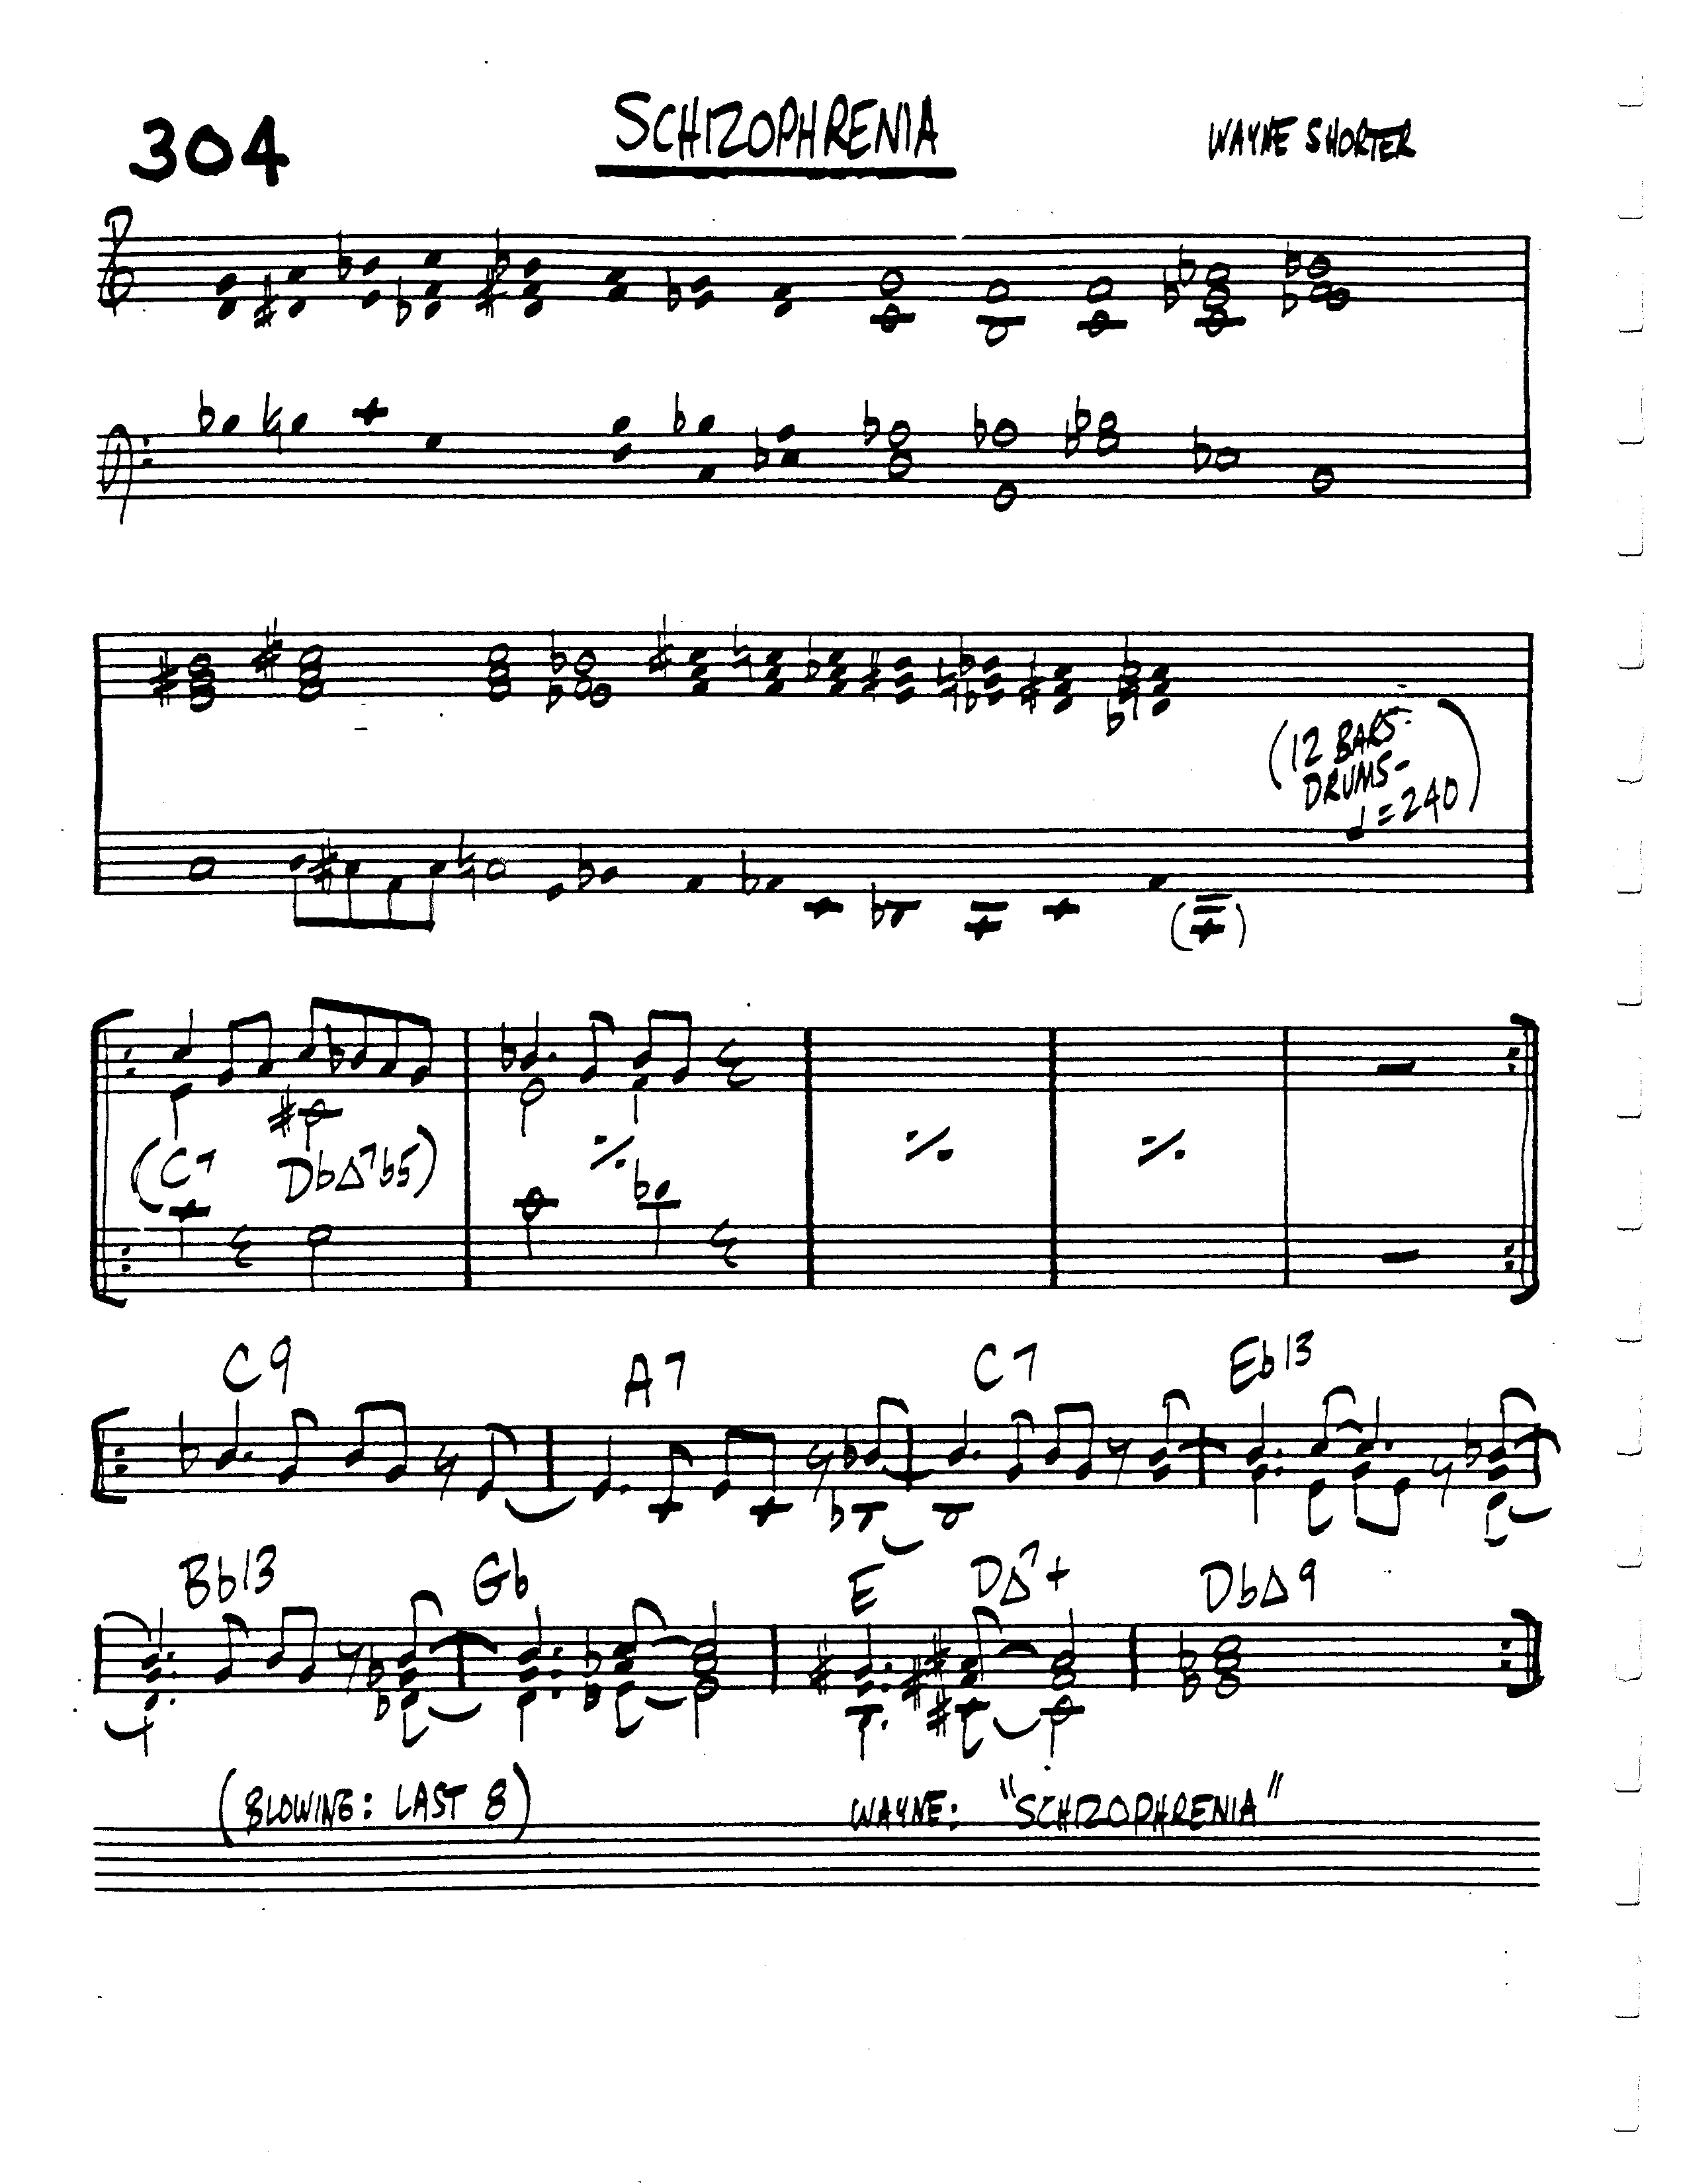 304 SCHIZOPHRENIA WAYNE SHORTER
(12 BARS-
DRUMS-
♩=240)
(C7 Db△7b5)
C9 A7 C7 Eb13
Bb13 Gb E D△7+ Db△9
(BLOWING: LAST 8) WAYNE: "SCHIZOPHRENIA"